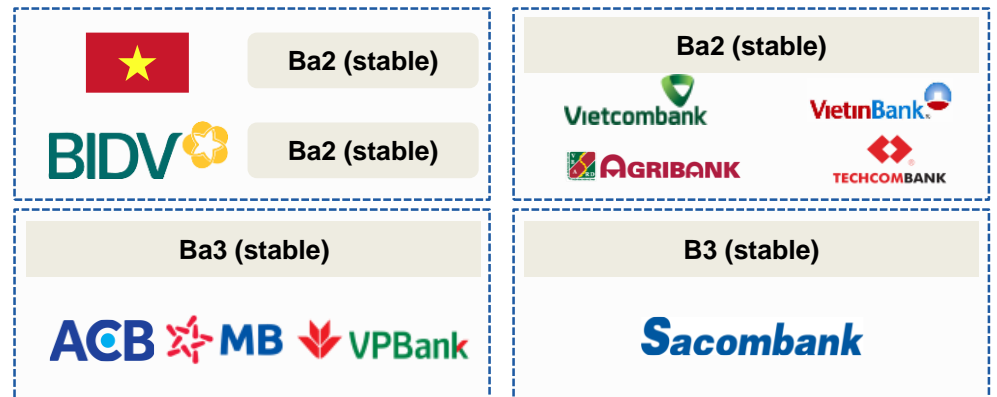 Ba2 (stable)
BIDV
Ba2 (stable)
Ba2 (stable)
Vietcombank
VietinBank
AGRIBANK
TECHCOMBANK
Ba3 (stable)
ACB
MB
VPBank
B3 (stable)
Sacombank